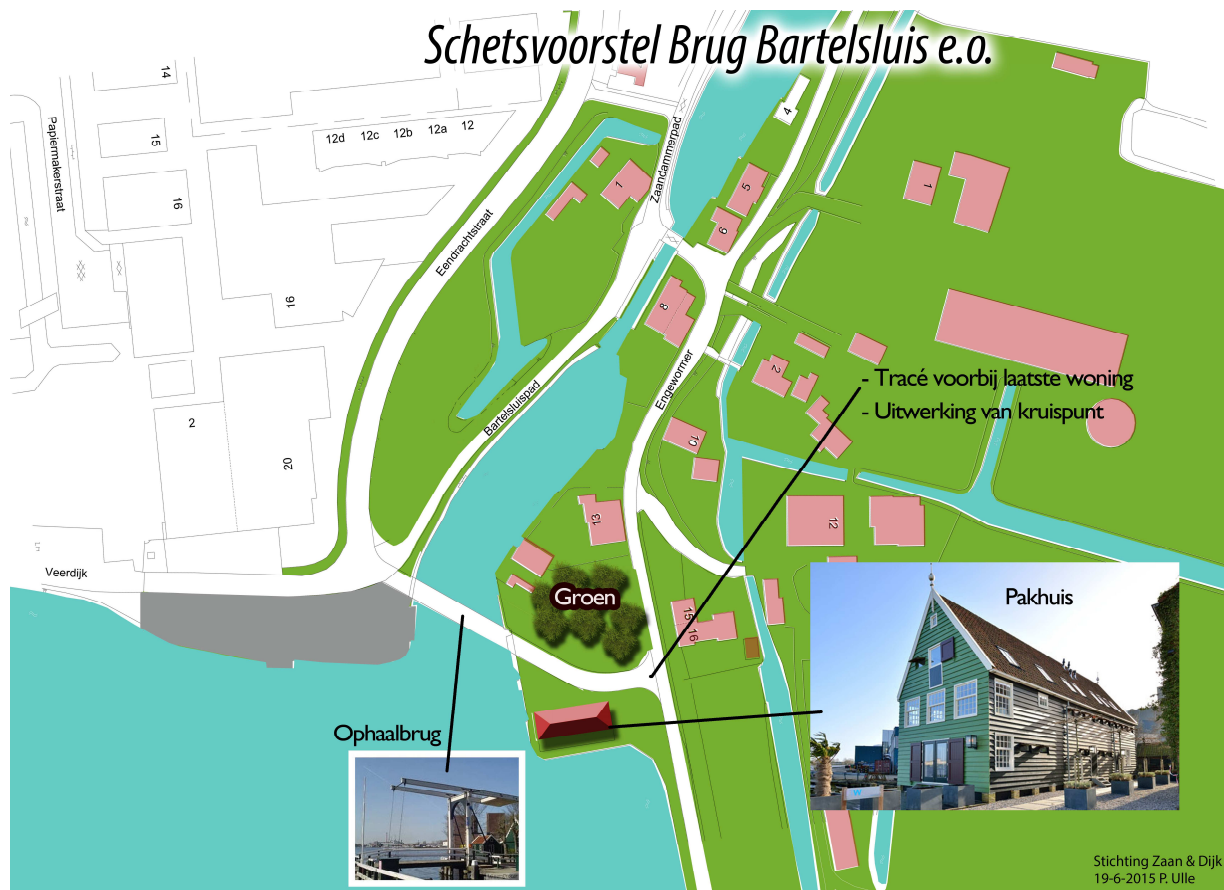 Schetsvoorstel Brug Bartelsluis e.o.
14
15
16
12d 12c 12b 12a 12
Papiermakerstraat
Eendrachtstraat
Zaandammerpad
1
4
5
6
1
16
8
2
Engewormer
- Tracé voorbij laatste woning
- Uitwerking van kruispunt
Bartelsluispad
2
20
10
13
12
Veerdijk
Groen
15
16
Pakhuis
Ophaalbrug
Stichting Zaan & Dijk
19-6-2015 P. Ulle